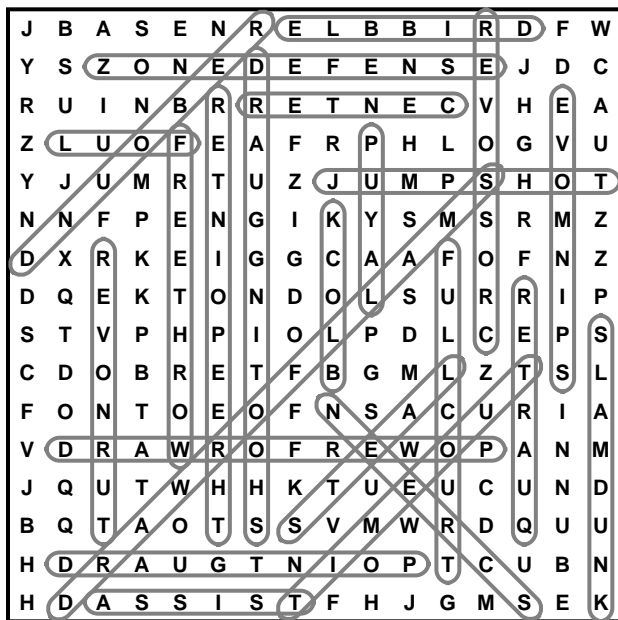 J B A S E N R E L B B I R D F W
Y S Z O N E D E F E N S E J D C
R U I N B R R E T N E C V H E A
Z L U O F E A F R P H L O G V U
Y J U M R T U Z J U M P S H O T
N N F P E N G I K Y S M S R M Z
D X R K E I G G C A A F O F N Z
D Q E K T O N D O L S U R R I P
S T V P H P I O L P D L C E P S
C D O B R E T F B G M L Z T S L
F O N T O E O F N S A C U R I A
V D R A W R O F R E W O P A N M
J Q U T W H H K T U E U C U N D
B Q T A O T S S V M W R D Q U U
H D R A U G T N I O P T C U B N
H D A S S I S T F H J G M S E K